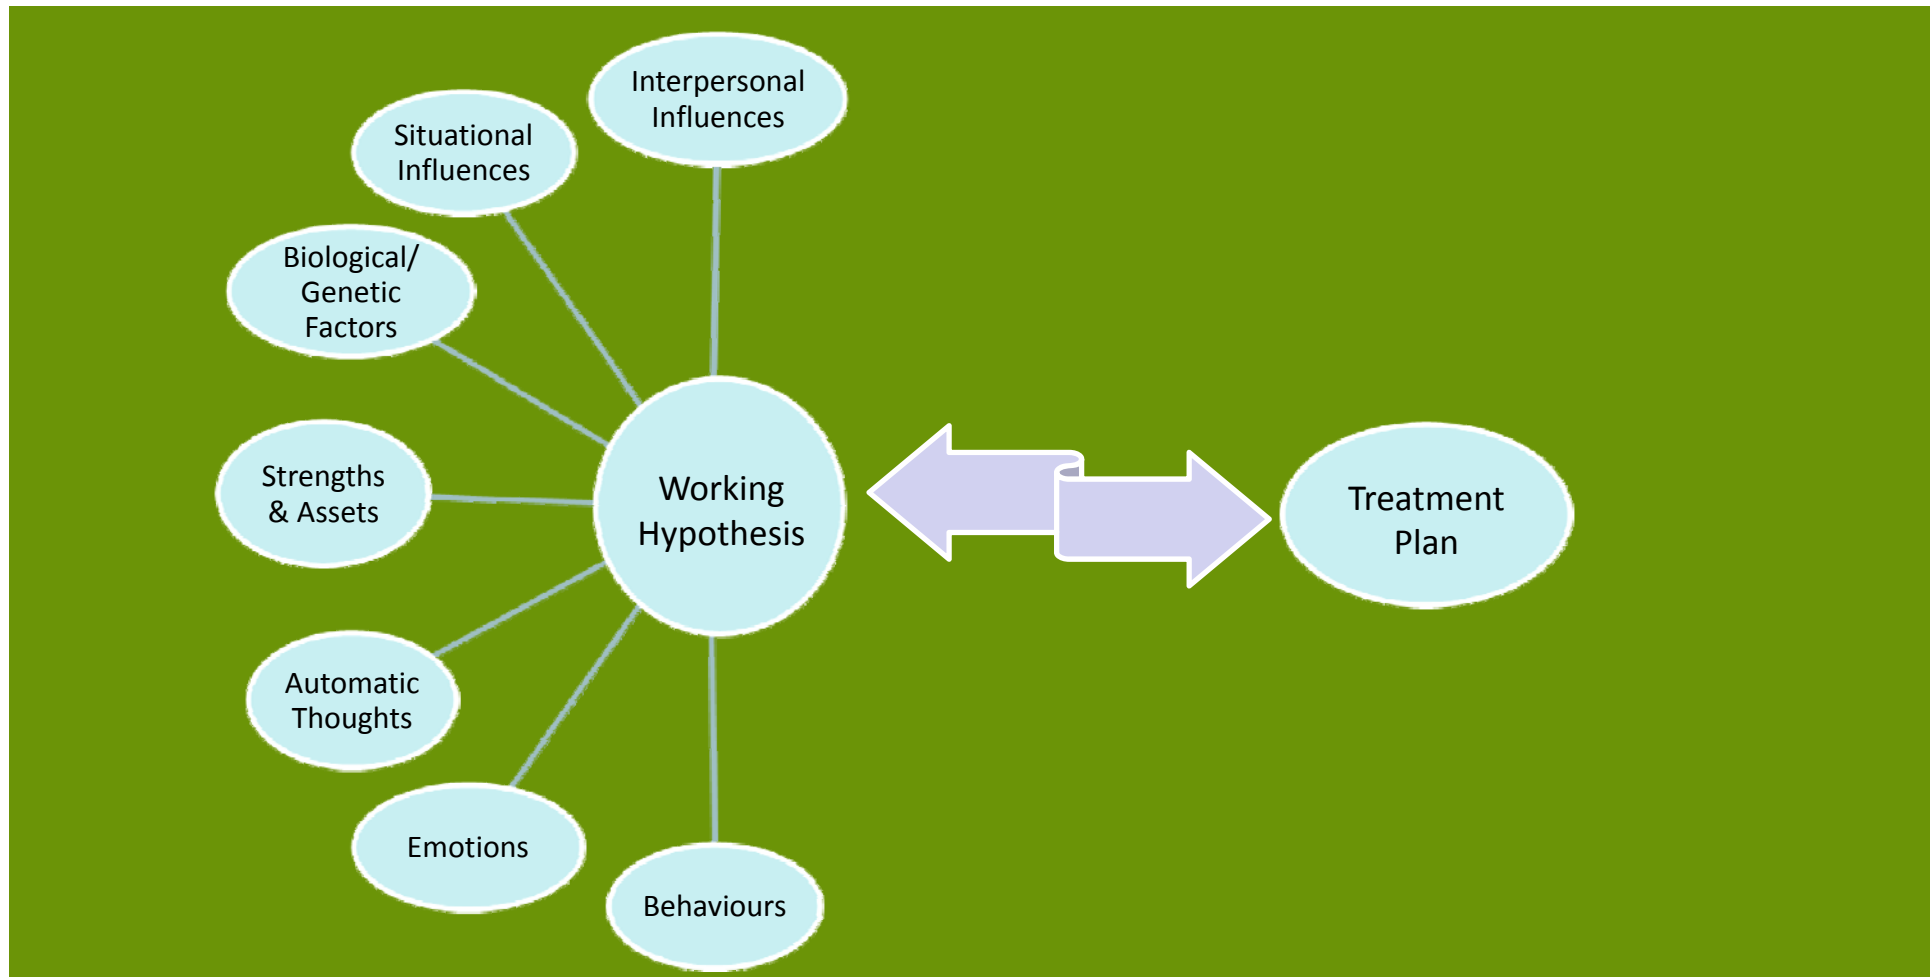 Interpersonal
Influences
Situational
Influences
Biological/
Genetic
Factors
Strengths
& Assets
Working
Hypothesis
Treatment
Plan
Automatic
Thoughts
Emotions
Behaviours